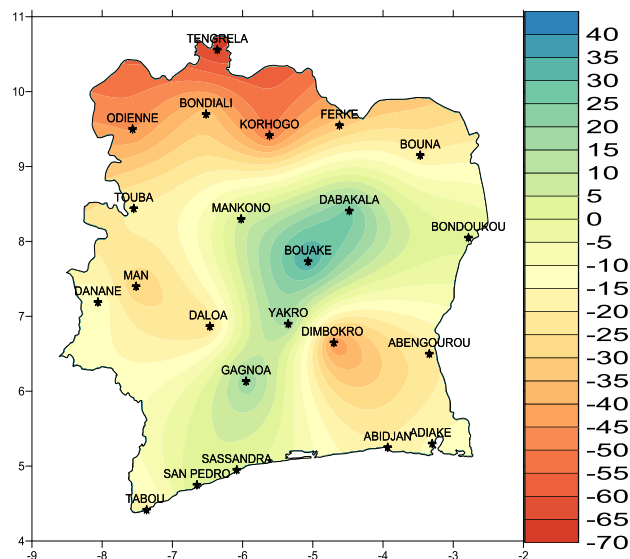 11
10
9
8
7
6
5
4
TENGRELA
BONDIALI
ODIENNE
KORHOGO
FERKE
BOUNA
TOUBA
MANKONO
DABAKALA
BONDOUKOU
BOUAKE
MAN
DANANE
DALOA
YAKRO
DIMBOKRO
ABENGOUROU
GAGNOA
ABIDJAN
ADIAKE
SASSANDRA
SAN PEDRO
TABOU
-9 -8 -7 -6 -5 -4 -3 -2
40
35
30
25
20
15
10
5
0
-5
-10
-15
-20
-25
-30
-35
-40
-45
-50
-55
-60
-65
-70